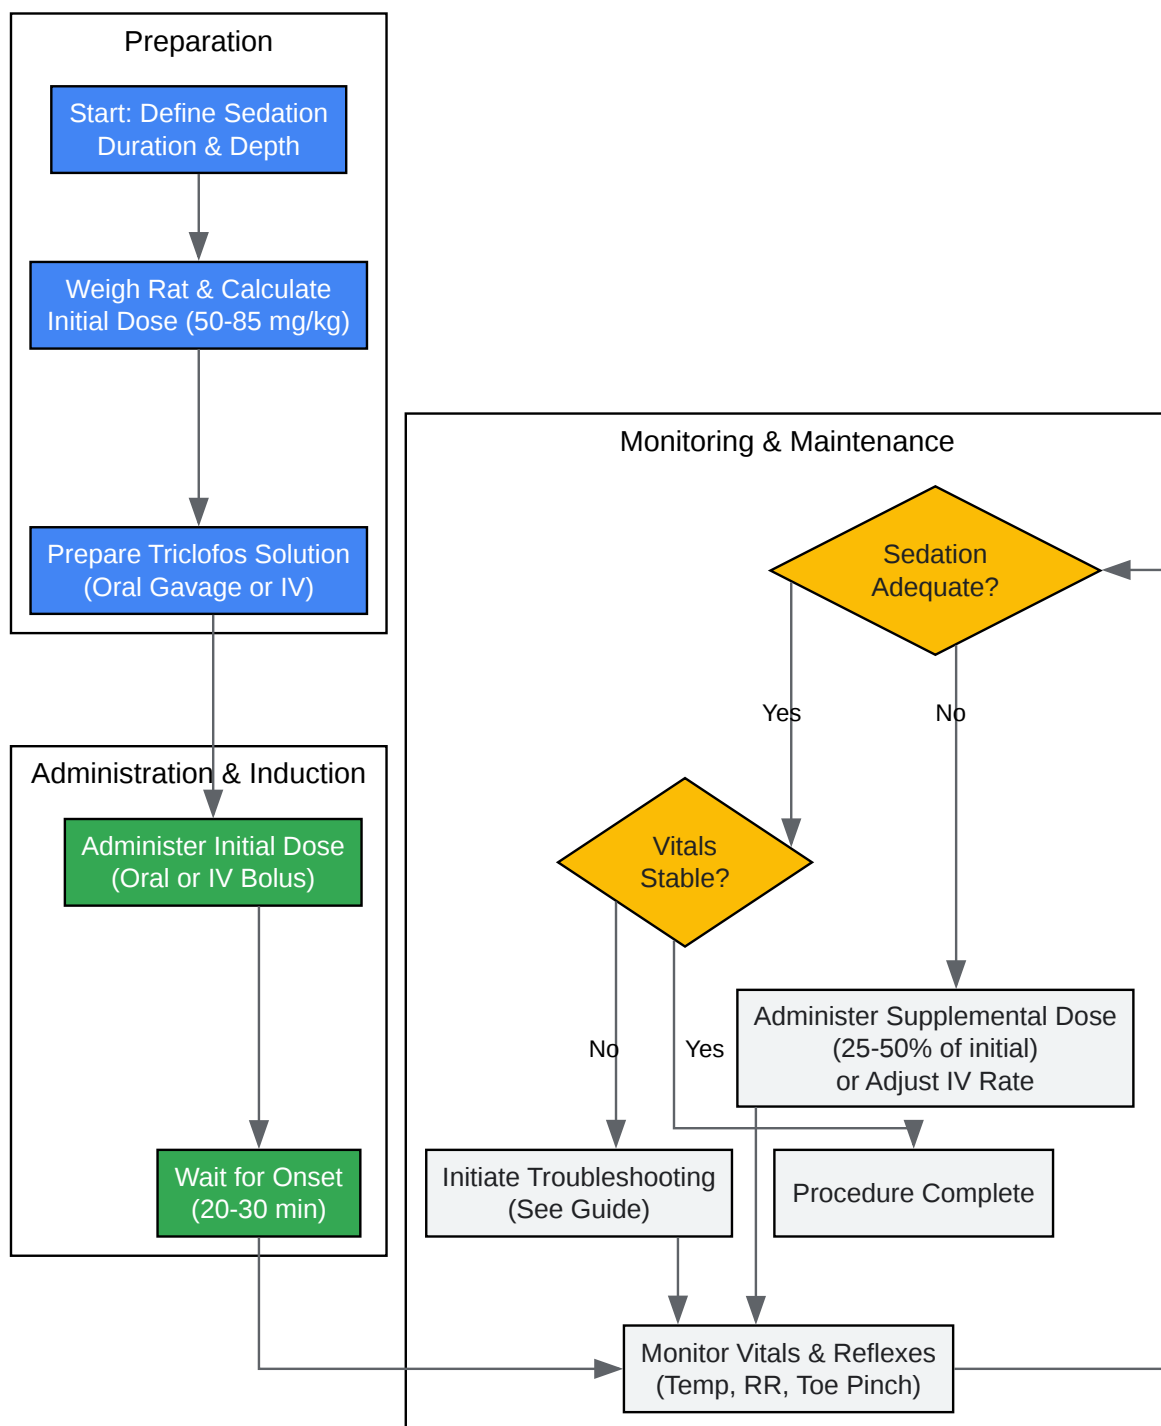 Preparation
Start: Define Sedation
Duration & Depth
Weigh Rat & Calculate
Initial Dose (50-85 mg/kg)
Prepare Triclofos Solution
(Oral Gavage or IV)
Administration & Induction
Administer Initial Dose
(Oral or IV Bolus)
Wait for Onset
(20-30 min)
Monitoring & Maintenance
Sedation
Adequate?
Yes
No
Vitals
Stable?
No
Yes
Administer Supplemental Dose
(25-50% of initial)
or Adjust IV Rate
Initiate Troubleshooting
(See Guide)
Procedure Complete
Monitor Vitals & Reflexes
(Temp, RR, Toe Pinch)